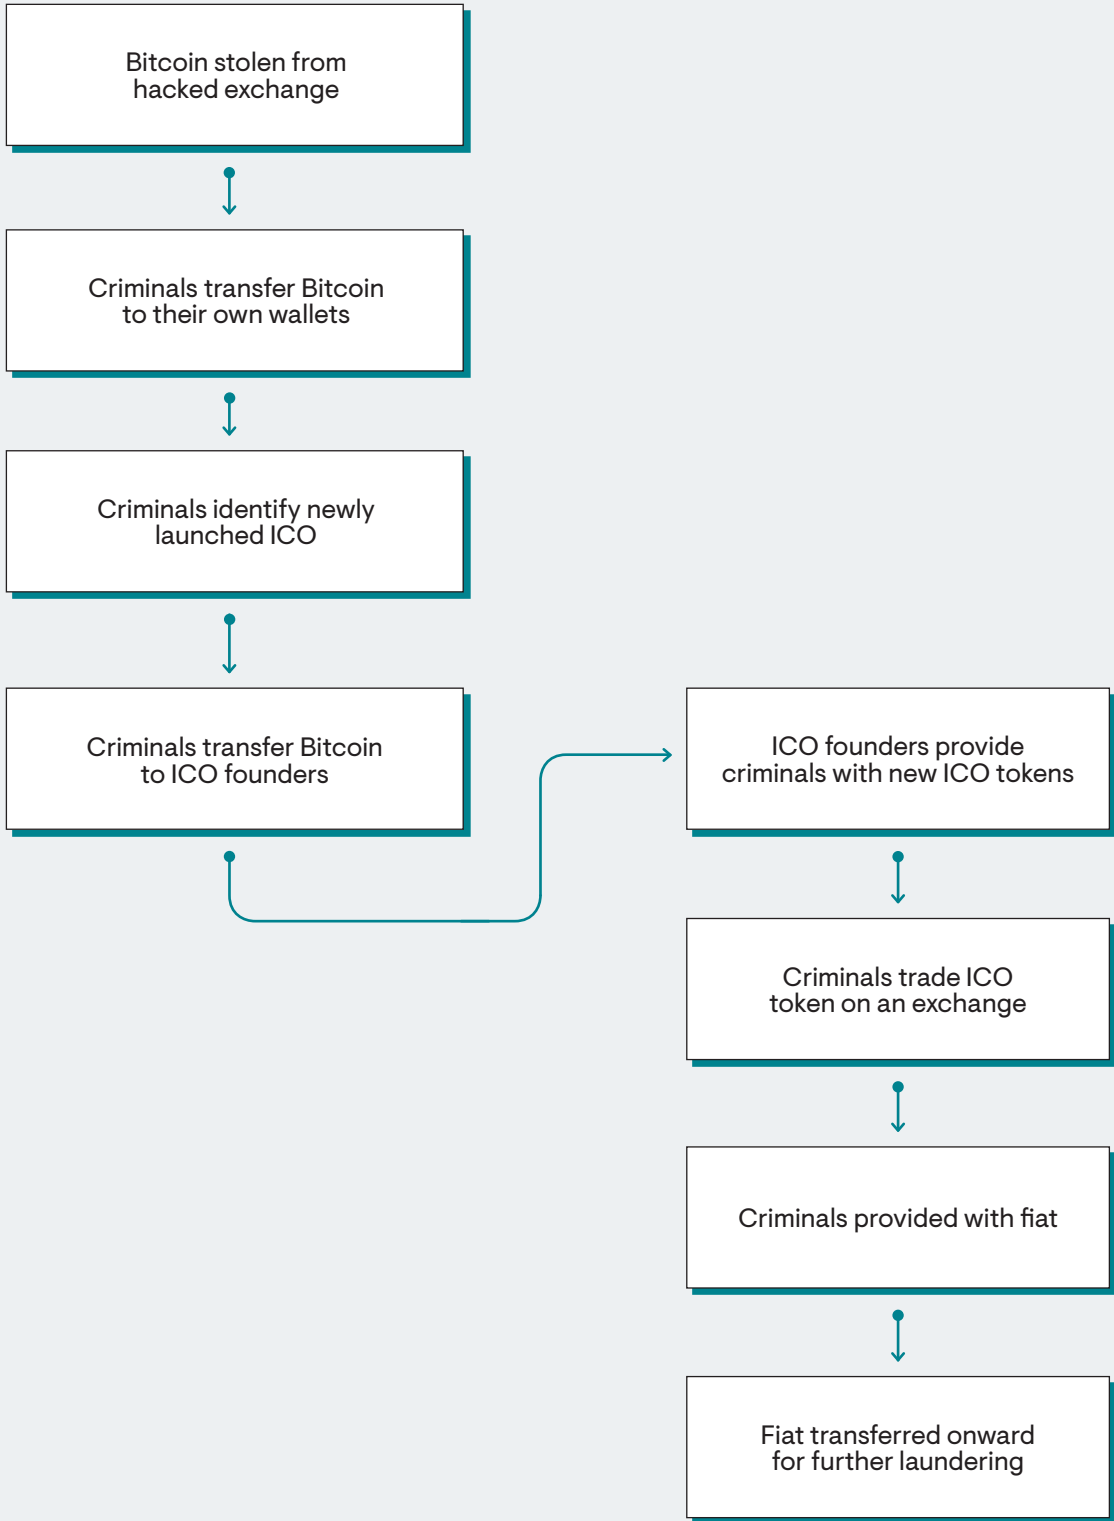 Bitcoin stolen from
hacked exchange
Criminals transfer Bitcoin
to their own wallets
Criminals identify newly
launched ICO
Criminals transfer Bitcoin
to ICO founders
ICO founders provide
criminals with new ICO tokens
Criminals trade ICO
token on an exchange
Criminals provided with fiat
Fiat transferred onward
for further laundering